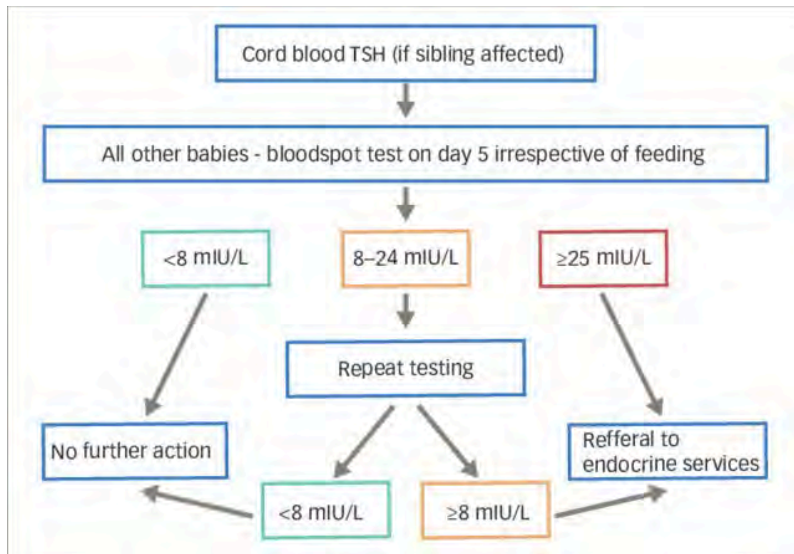 Cord blood TSH (if sibling affected)
All other babies - bloodspot test on day 5 irrespective of feeding
<8 mIU/L
8–24 mIU/L
≥25 mIU/L
Repeat testing
No further action
Refferal to
endocrine services
<8 mIU/L
≥8 mIU/L